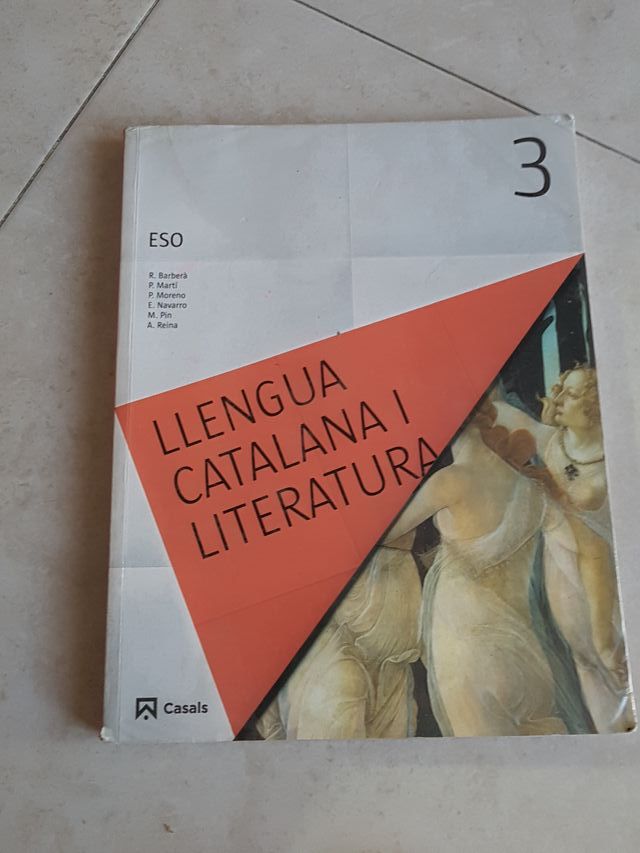 3
ESO
R. Barberà
P. Martí
P. Moreno
E. Navarro
M. Pin
A. Reina
LLENGUA
CATALANA I
LITERATURA
Casals